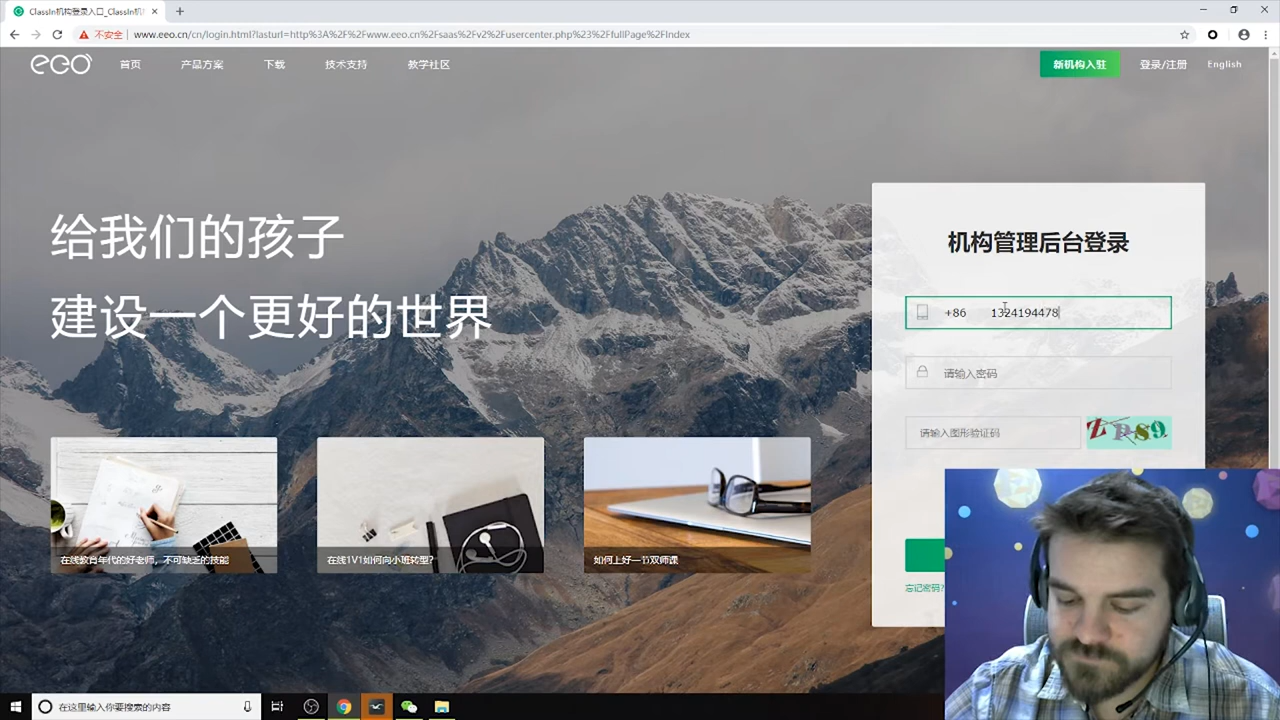 ClassIn机构登录入口_ClassIn机
不安全 | www.eeo.cn/cn/login.html?lasturl=http%3A%2F%2Fwww.eeo.cn%2Fsaas%2Fv2%2Fusercenter.php%23%2FfullPage%2FIndex
eeo 首页 产品方案 下载 技术支持 教学社区 新机构入驻 登录/注册 English
给我们的孩子
建设一个更好的世界
机构管理后台登录
+86 1324194478
请输入密码
请输入图形验证码 ZPS9
忘记密码?
在线教育年代的好老师，不可缺乏的技能
在线1V1如何向小班转型?
如何上好一节双师课
在这里输入你要搜索的内容